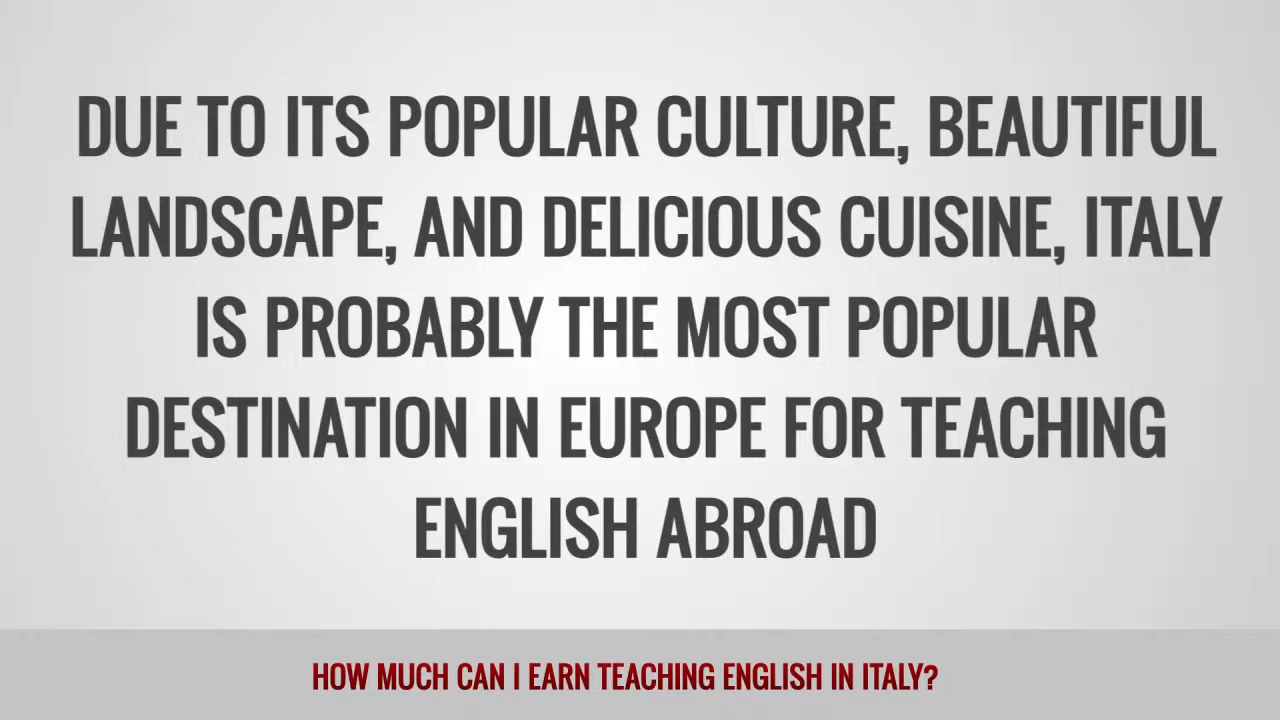 DUE TO ITS POPULAR CULTURE, BEAUTIFUL
LANDSCAPE, AND DELICIOUS CUISINE, ITALY
IS PROBABLY THE MOST POPULAR
DESTINATION IN EUROPE FOR TEACHING
ENGLISH ABROAD
HOW MUCH CAN I EARN TEACHING ENGLISH IN ITALY?